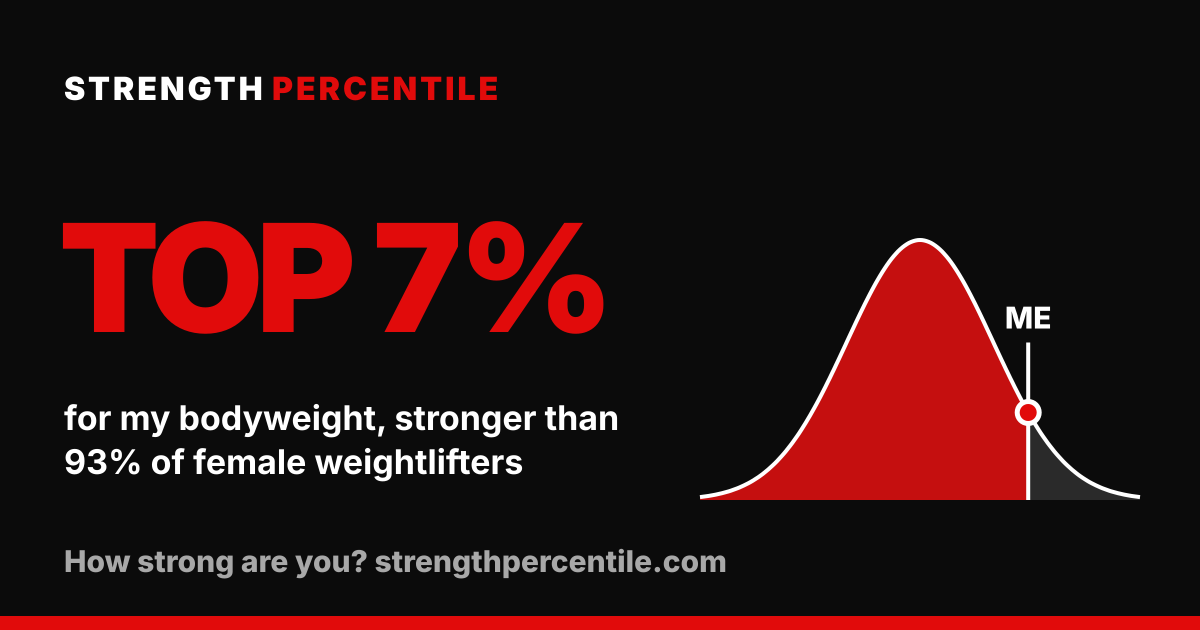 STRENGTH PERCENTILE
TOP 7%
ME
for my bodyweight, stronger than
93% of female weightlifters
How strong are you? strengthpercentile.com